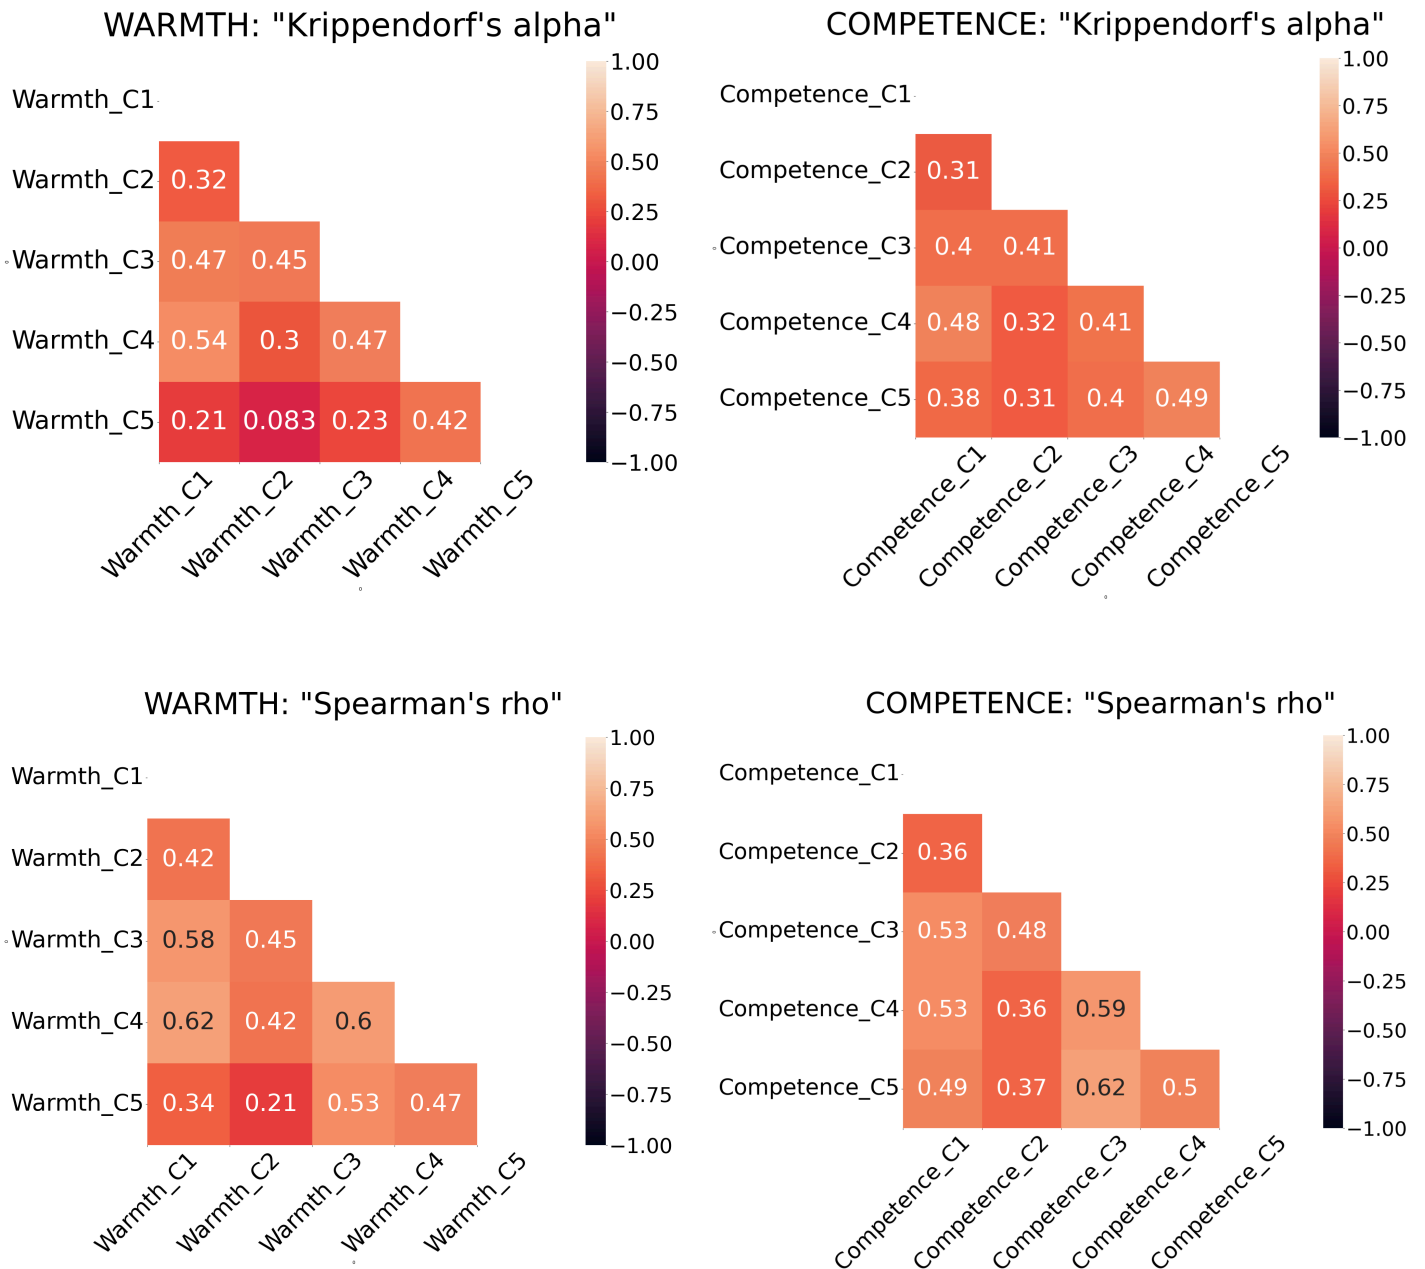 WARMTH: "Krippendorf's alpha"
1.00
0.75
0.50
0.25
0.00
−0.25
−0.50
−0.75
−1.00
Warmth_C1
Warmth_C2 0.32
Warmth_C3 0.47 0.45
Warmth_C4 0.54 0.3 0.47
Warmth_C5 0.21 0.083 0.23 0.42
Warmth_C1 Warmth_C2 Warmth_C3 Warmth_C4 Warmth_C5
COMPETENCE: "Krippendorf's alpha"
1.00
0.75
0.50
0.25
0.00
−0.25
−0.50
−0.75
−1.00
Competence_C1
Competence_C2 0.31
Competence_C3 0.4 0.41
Competence_C4 0.48 0.32 0.41
Competence_C5 0.38 0.31 0.4 0.49
Competence_C1 Competence_C2 Competence_C3 Competence_C4 Competence_C5
WARMTH: "Spearman's rho"
1.00
0.75
0.50
0.25
0.00
−0.25
−0.50
−0.75
−1.00
Warmth_C1
Warmth_C2 0.42
Warmth_C3 0.58 0.45
Warmth_C4 0.62 0.42 0.6
Warmth_C5 0.34 0.21 0.53 0.47
Warmth_C1 Warmth_C2 Warmth_C3 Warmth_C4 Warmth_C5
COMPETENCE: "Spearman's rho"
1.00
0.75
0.50
0.25
0.00
−0.25
−0.50
−0.75
−1.00
Competence_C1
Competence_C2 0.36
Competence_C3 0.53 0.48
Competence_C4 0.53 0.36 0.59
Competence_C5 0.49 0.37 0.62 0.5
Competence_C1 Competence_C2 Competence_C3 Competence_C4 Competence_C5